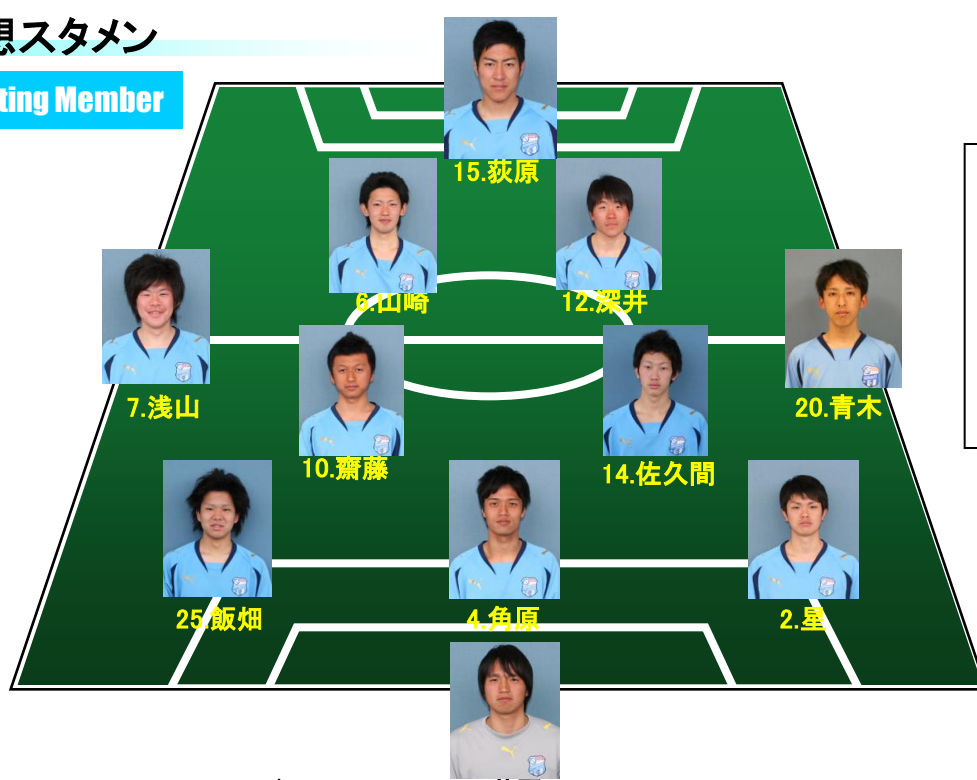 想スタメン
ting Member
15.荻原
6.山崎
12.深井
7.浅山
20.青木
10.齋藤
14.佐久間
25.飯畑
4.角原
2.星